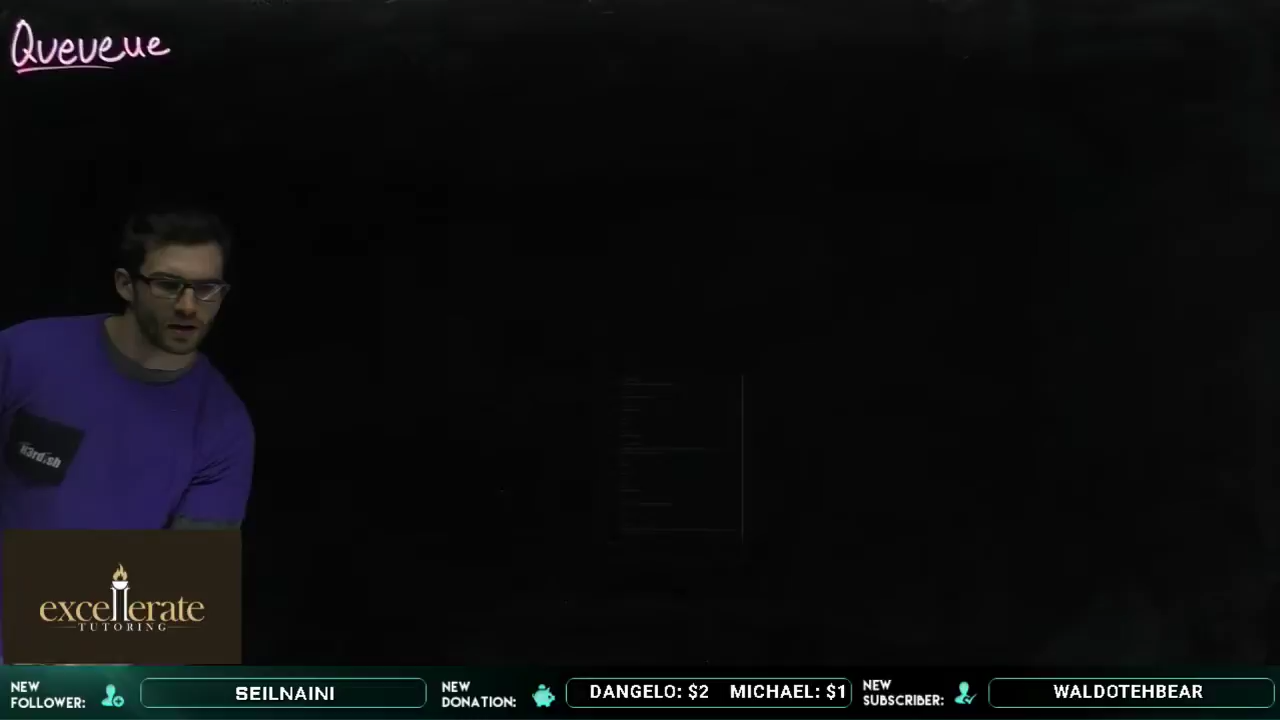 Queueue
excellerate
TUTORING
NEW FOLLOWER:
SEILNAINI
NEW DONATION:
DANGELO: $2 MICHAEL: $1
NEW SUBSCRIBER:
WALDOTEHBEAR